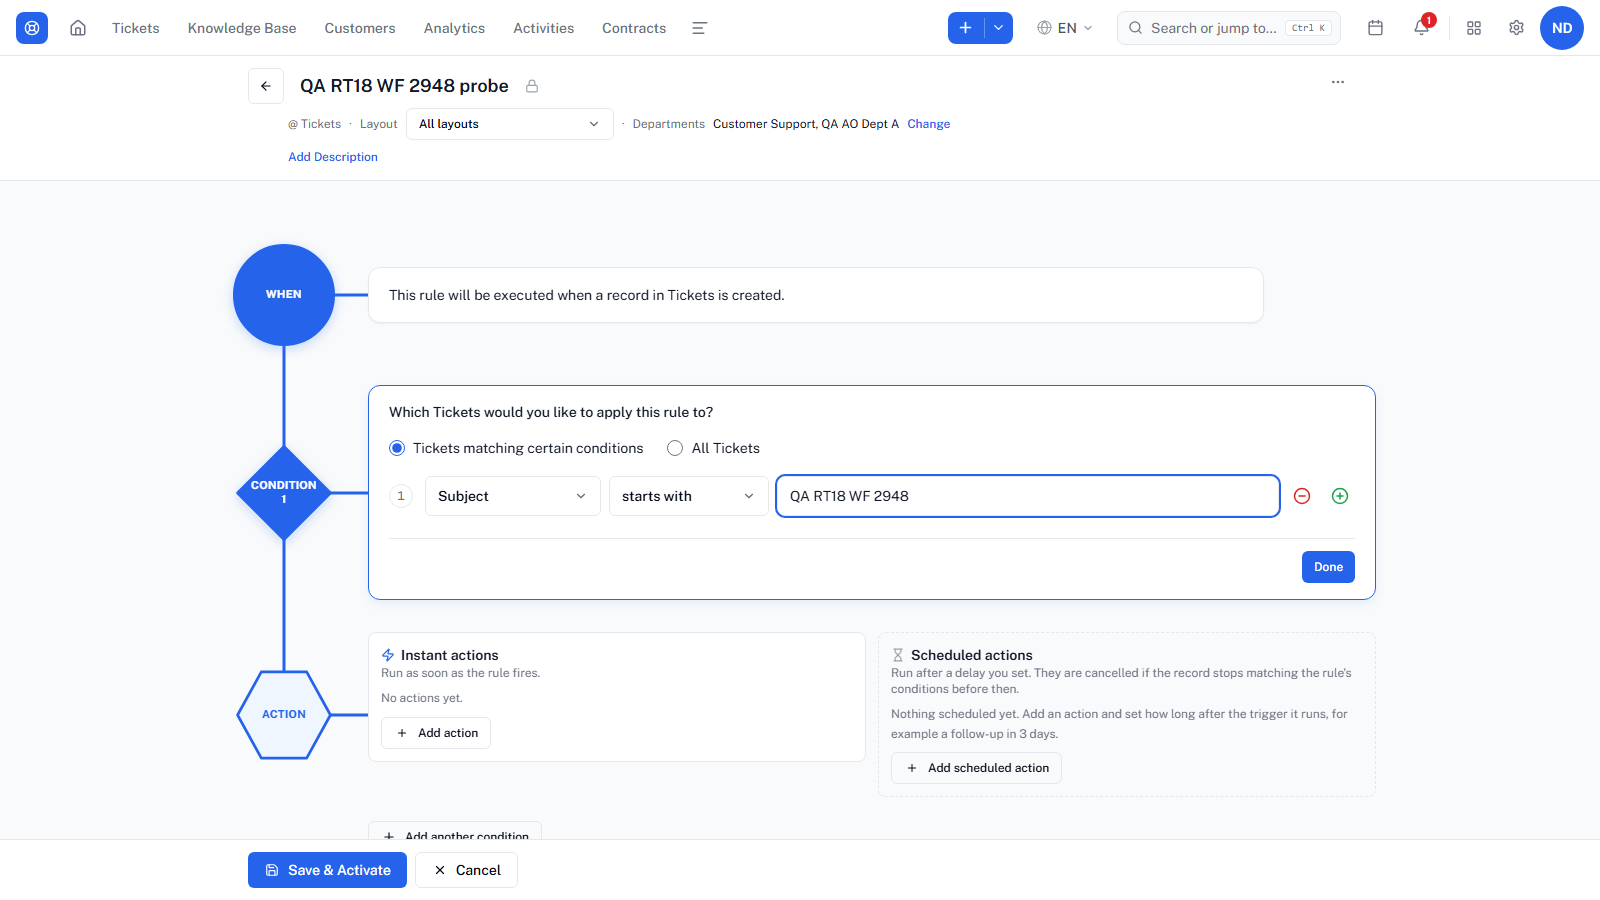 Tickets
Knowledge Base
Customers
Analytics
Activities
Contracts
EN
Search or jump to...
Ctrl K
1
ND
QA RT18 WF 2948 probe
@ Tickets · Layout
All layouts
· Departments Customer Support, QA AO Dept A Change
Add Description
WHEN
This rule will be executed when a record in Tickets is created.
CONDITION
1
Which Tickets would you like to apply this rule to?
Tickets matching certain conditions
All Tickets
1
Subject
starts with
QA RT18 WF 2948
Done
ACTION
Instant actions
Run as soon as the rule fires.
No actions yet.
Add action
Scheduled actions
Run after a delay you set. They are cancelled if the record stops matching the rule's
conditions before then.
Nothing scheduled yet. Add an action and set how long after the trigger it runs, for
example a follow-up in 3 days.
Add scheduled action
Add another condition
Save & Activate
Cancel